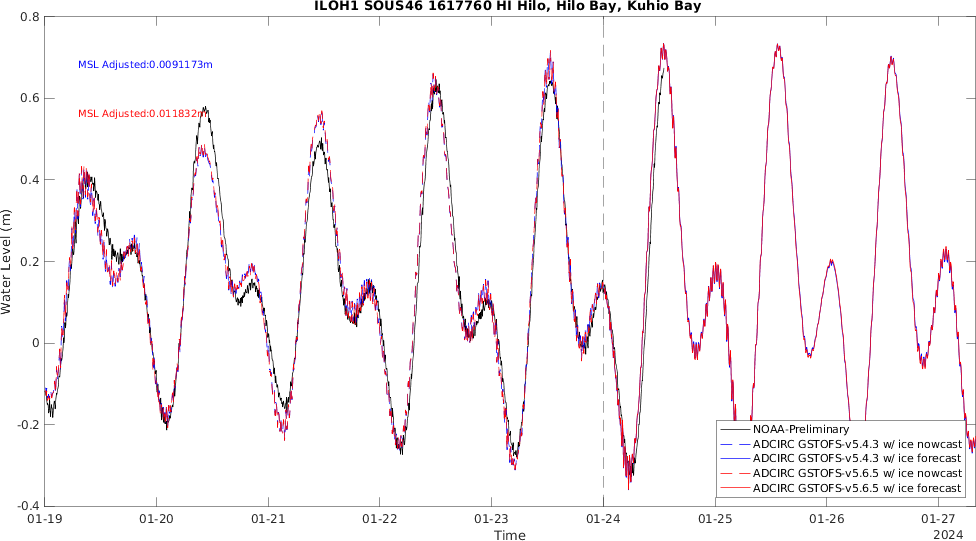 ILOH1 SOUS46 1617760 HI Hilo, Hilo Bay, Kuhio Bay
0.8
MSL Adjusted:0.0091173m
0.6
MSL Adjusted:0.011832m
0.4
0.2
0
-0.2
-0.4
Water Level (m)
NOAA-Preliminary
ADCIRC GSTOFS-v5.4.3 w/ ice nowcast
ADCIRC GSTOFS-v5.4.3 w/ ice forecast
ADCIRC GSTOFS-v5.6.5 w/ ice nowcast
ADCIRC GSTOFS-v5.6.5 w/ ice forecast
01-19 01-20 01-21 01-22 01-23 01-24 01-25 01-26 01-27
Time
2024